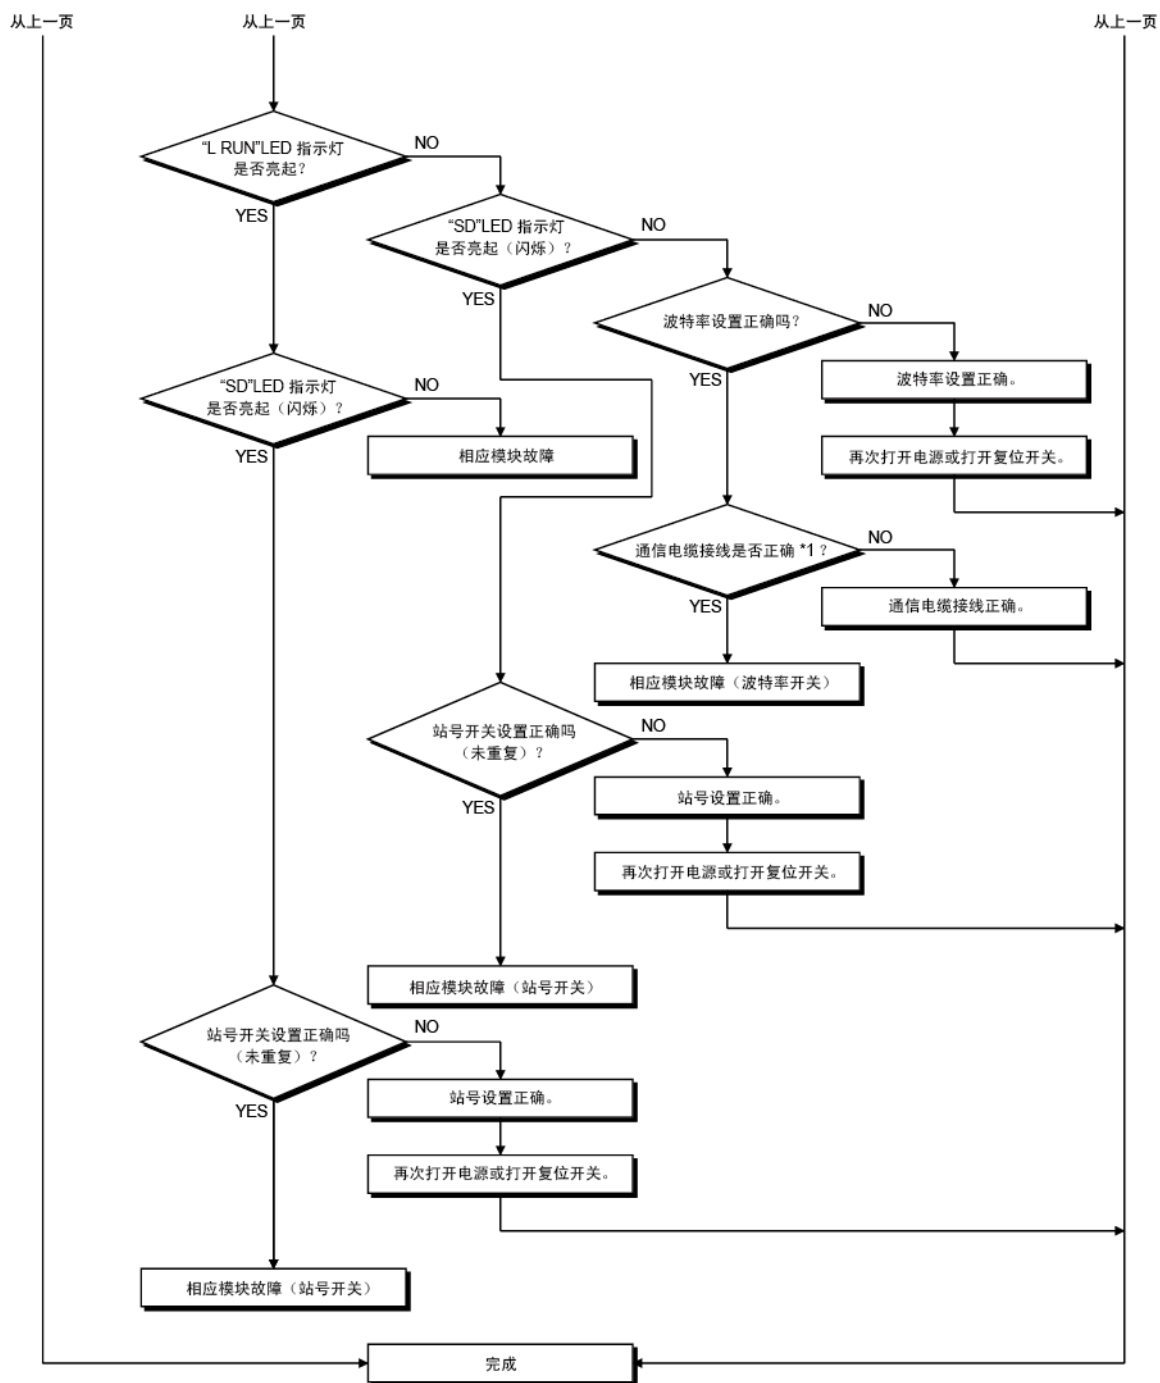 从上一页
从上一页
从上一页
“L RUN”LED 指示灯
是否亮起？
NO
YES
“SD”LED 指示灯
是否亮起（闪烁）？
NO
YES
波特率设置正确吗？
NO
YES
波特率设置正确。
再次打开电源或打开复位开关。
“SD”LED 指示灯
是否亮起（闪烁）？
NO
YES
相应模块故障
通信电缆接线是否正确 *1？
NO
YES
通信电缆接线正确。
相应模块故障（波特率开关）
站号开关设置正确吗
（未重复）？
NO
YES
站号设置正确。
再次打开电源或打开复位开关。
相应模块故障（站号开关）
站号开关设置正确吗
（未重复）？
NO
YES
站号设置正确。
再次打开电源或打开复位开关。
相应模块故障（站号开关）
完成